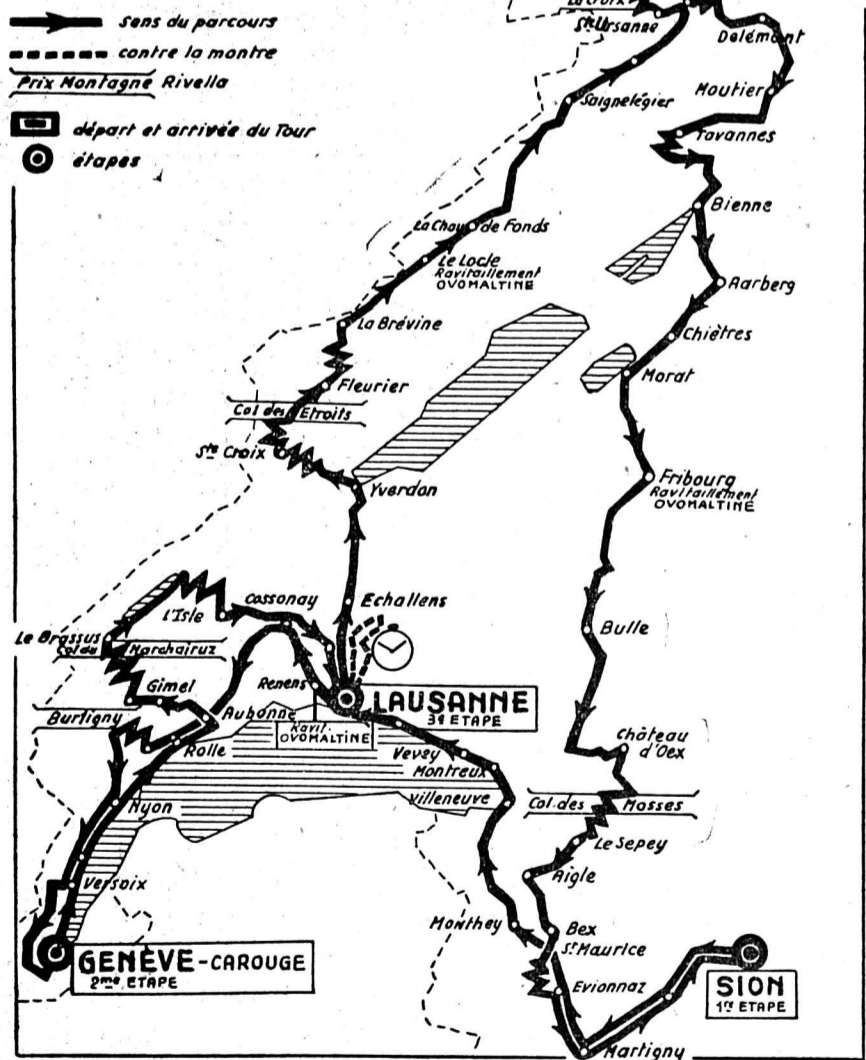 sens du parcours
contre la montre
Prix Montagne Rivella
départ et arrivée du Tour
étapes
La Croix
Ste Ursanne
Delémont
Moutier
Saignelégier
Tavannes
Bienne
La Chau de Fonds
Le Locle
Ravitaillement
OVOMALTINE
Aarberg
La Brévine
Chiètres
Fleurier
Morat
Col des Etroits
Ste Croix
Yverdon
Fribourg
Ravitaillement
OVOMALTINE
Cossonay
Echallens
L'Isle
Bulle
Le Brassus
Col du Marchairuz
Gimel
Renens
LAUSANNE
3e ETAPE
Burtigny
Aubonne
Ravit.
OVOMALTINE
Rolle
Vevey
Château
d'Oex
Montreux
Villeneuve
Col des Mosses
Nyon
Le Sepey
Aigle
Versoix
Monthey
Bex
St Maurice
GENÈVE-CAROUGE
2me ETAPE
Evionnaz
SION
1re ETAPE
Martigny